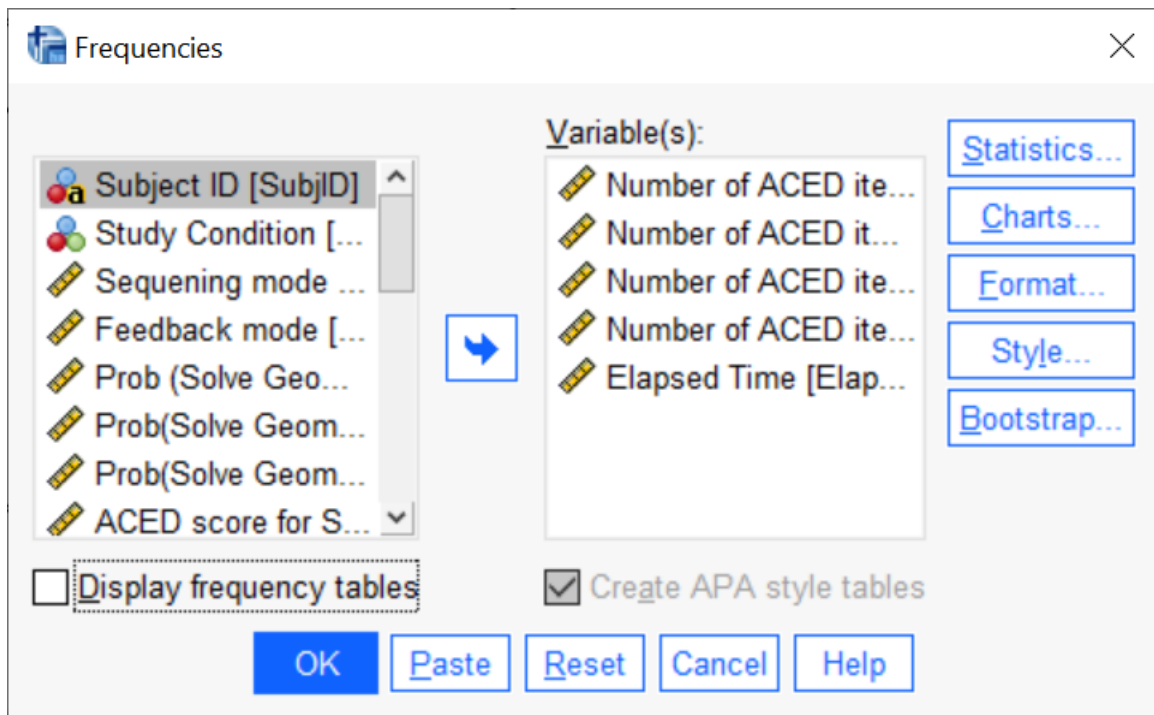 Frequencies
Variable(s):
Subject ID [SubjID]
Study Condition [...
Sequening mode ...
Feedback mode [...
Prob (Solve Geo...
Prob(Solve Geom...
Prob(Solve Geom...
ACED score for S...
Number of ACED ite...
Number of ACED it...
Number of ACED ite...
Number of ACED ite...
Elapsed Time [Elap...
Statistics...
Charts...
Format...
Style...
Bootstrap...
Display frequency tables
Create APA style tables
OK Paste Reset Cancel Help